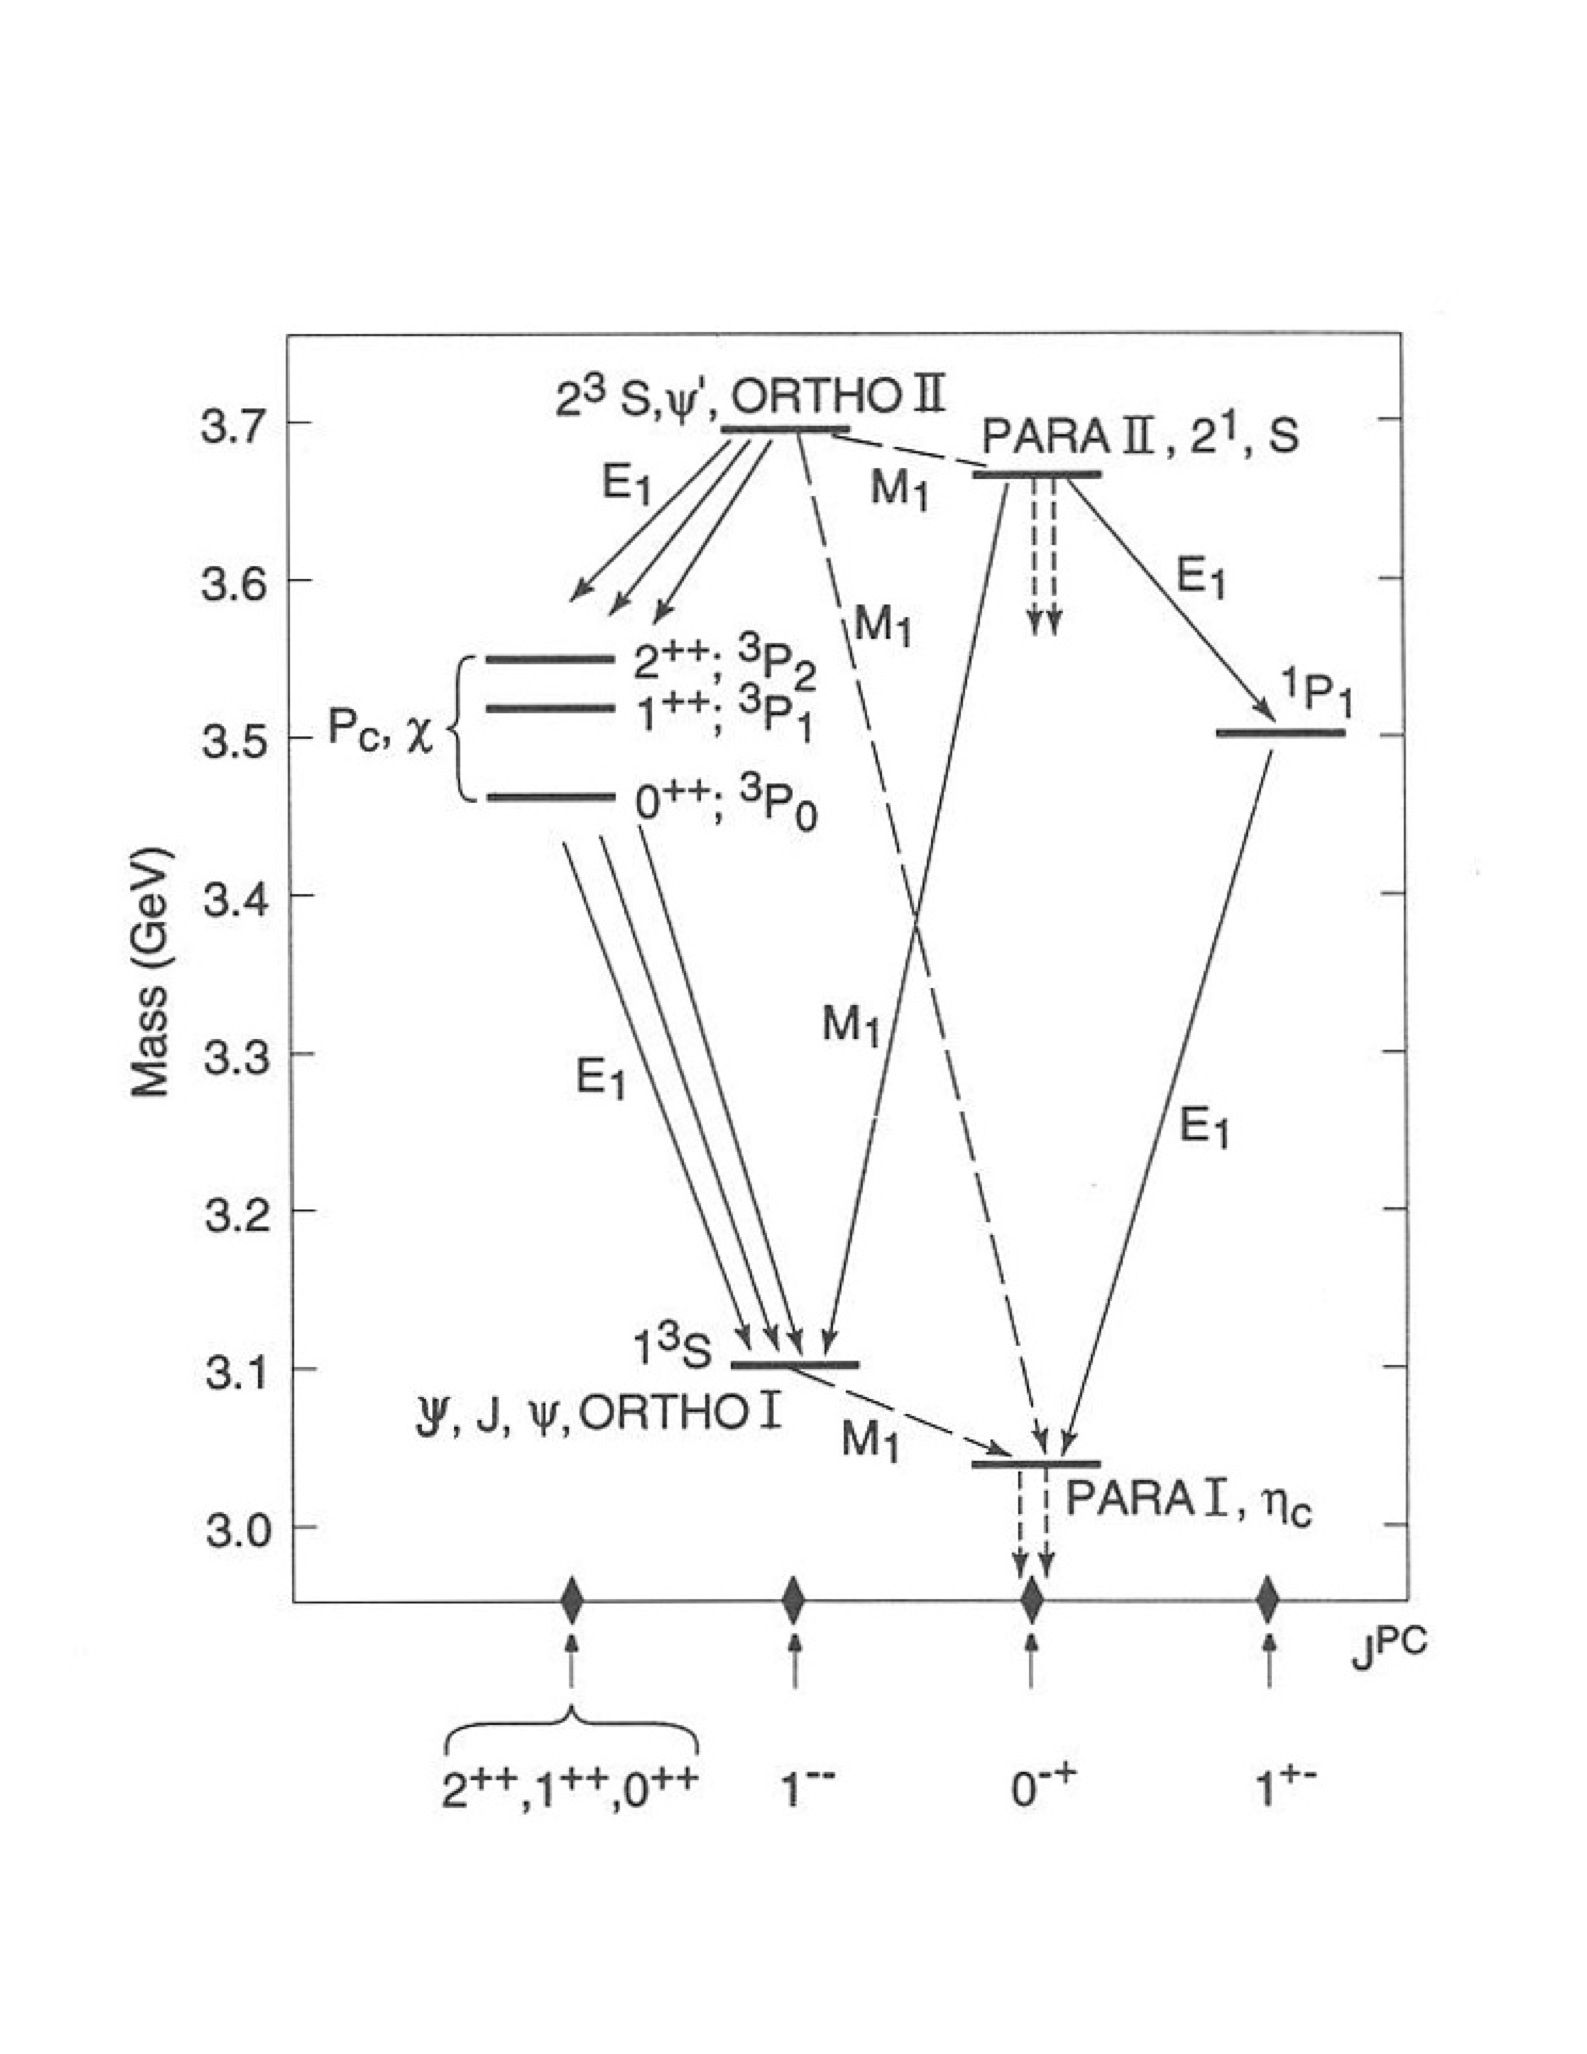 2³ S,ψ', ORTHO II
PARA II, 2¹, S
3.7
E₁
M₁
3.6
E₁
M₁
2⁺⁺; ³P₂
¹P₁
P_C, χ
1⁺⁺; ³P₁
3.5
0⁺⁺; ³P₀
3.4
Mass (GeV)
M₁
3.3
E₁
E₁
3.2
1³S
3.1
ψ, J, ψ, ORTHO I
M₁
PARA I, η_c
3.0
J^PC
2⁺⁺,1⁺⁺,0⁺⁺
1⁻⁻
0⁻⁺
1⁺⁻